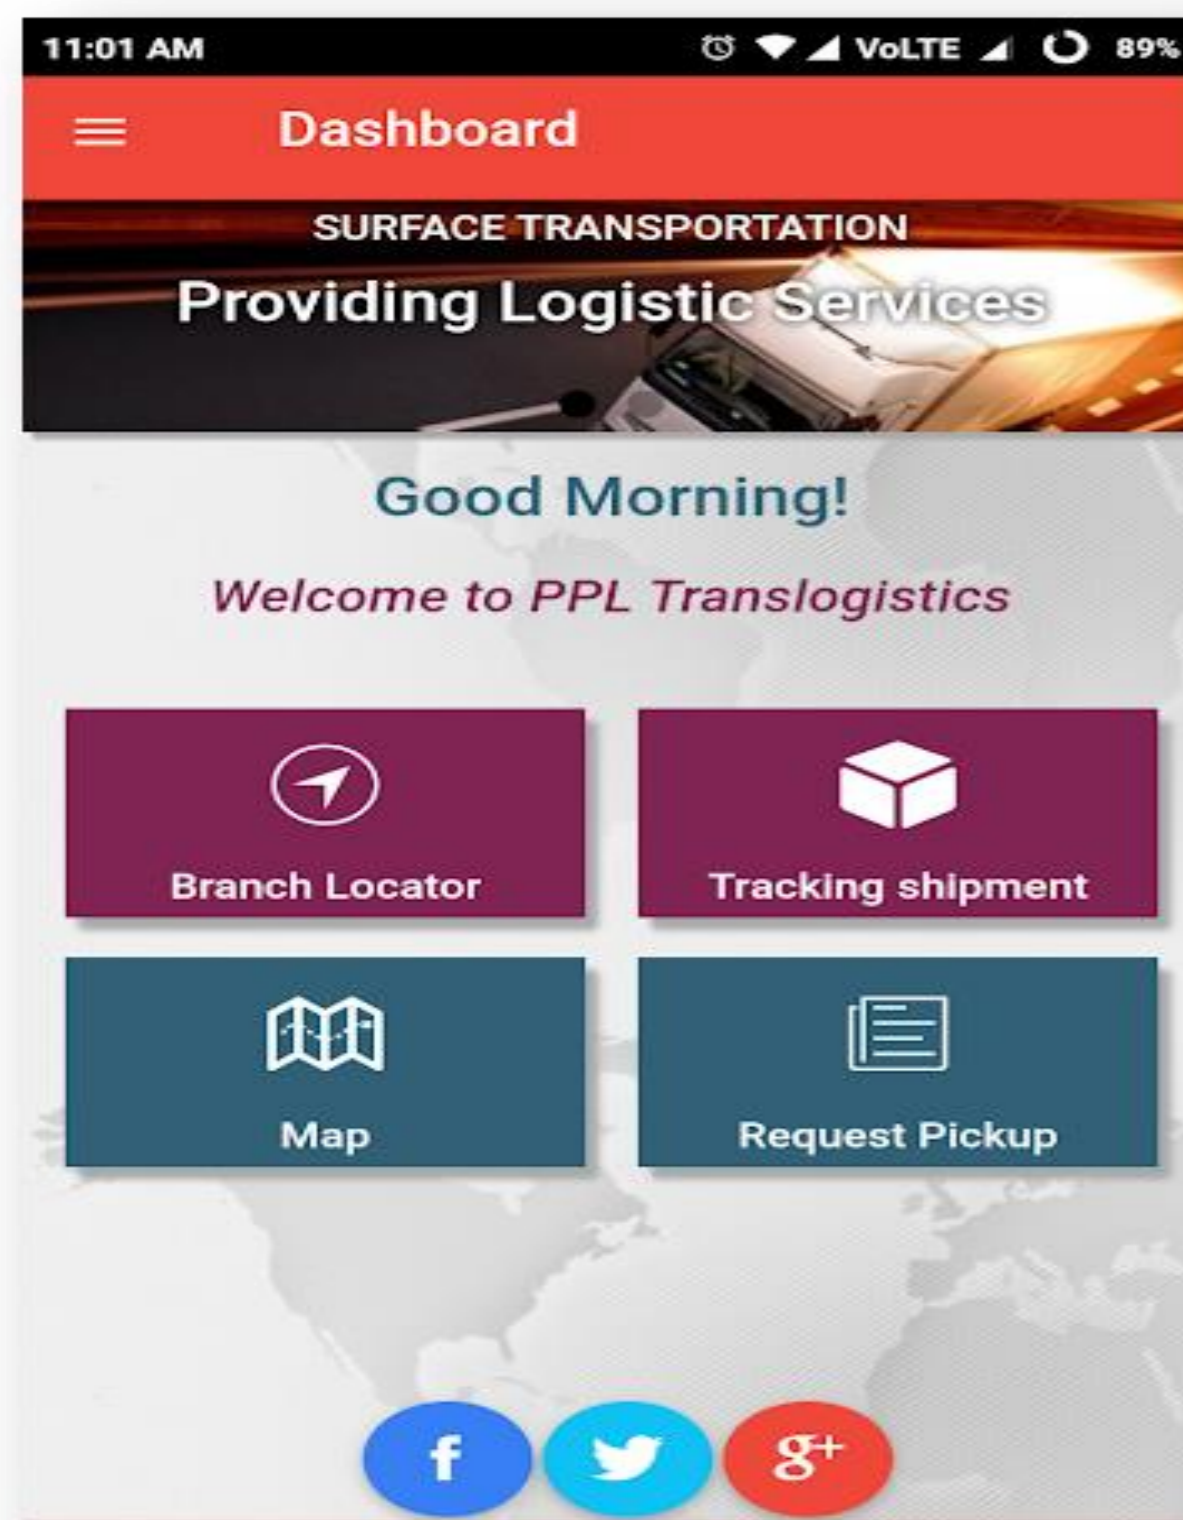 11:01 AM VoLTE 89%
Dashboard
SURFACE TRANSPORTATION
Providing Logistic Services
Good Morning!
Welcome to PPL Translogistics
Branch Locator
Tracking shipment
Map
Request Pickup
f g+